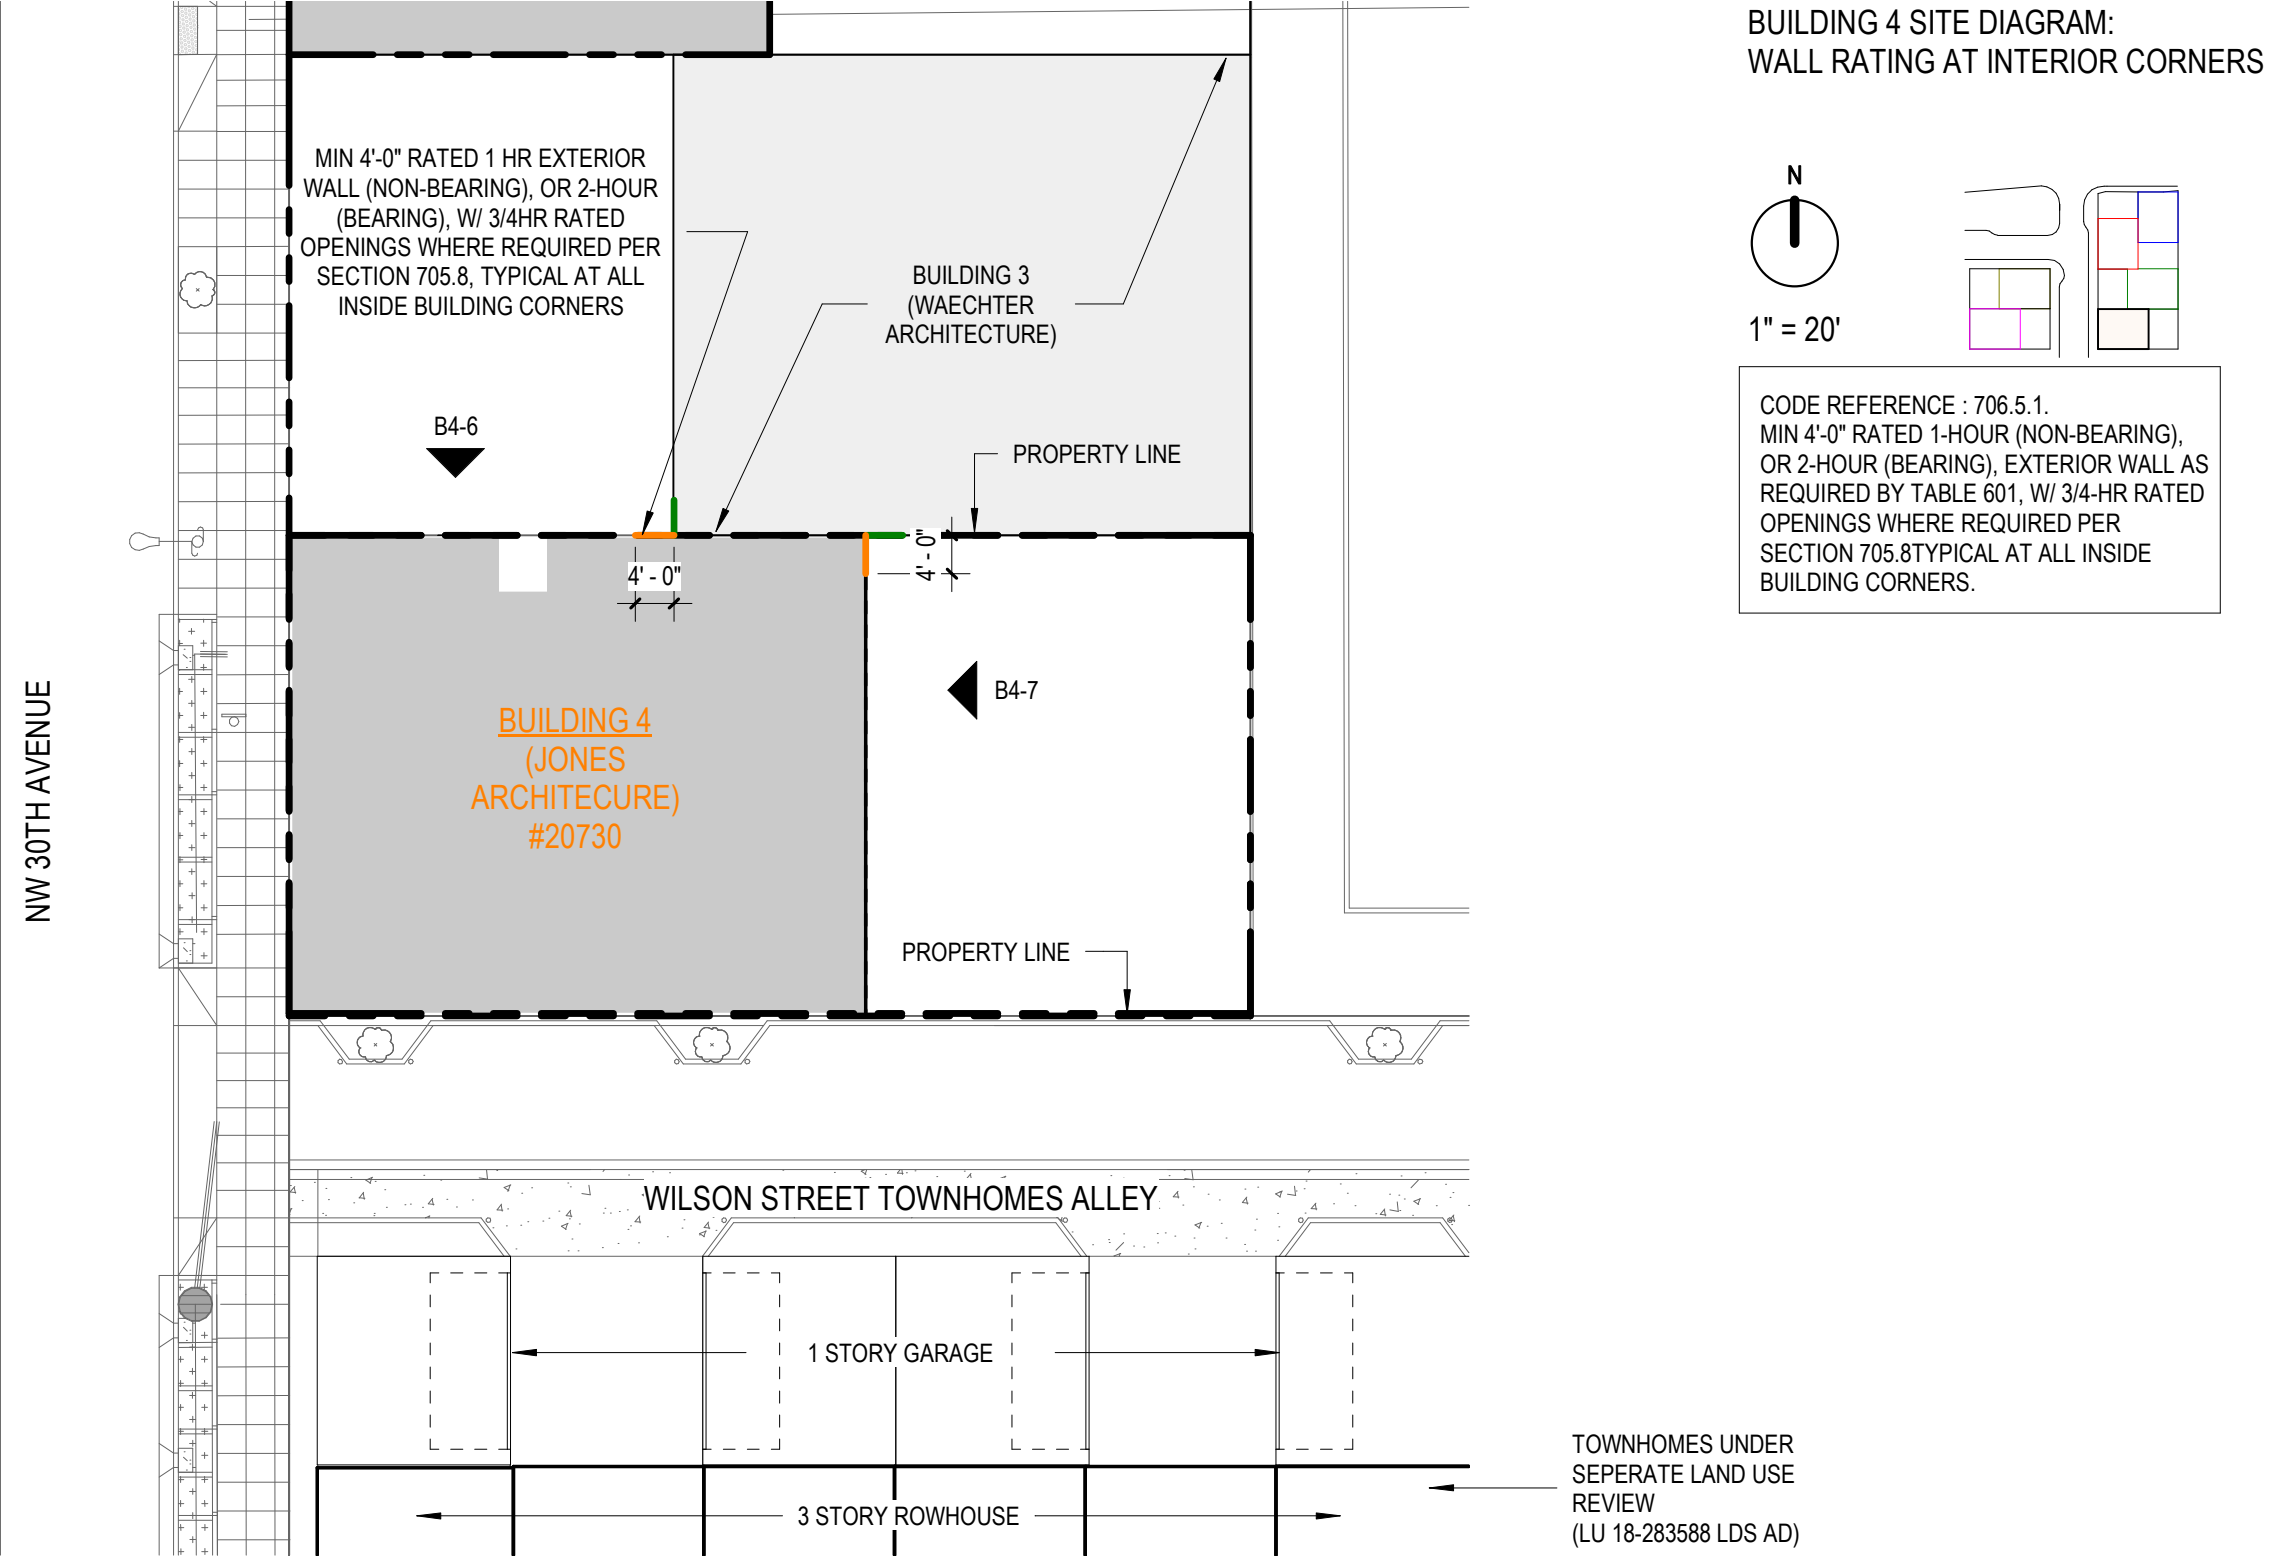 BUILDING 4 SITE DIAGRAM:
WALL RATING AT INTERIOR CORNERS
N
1" = 20'
CODE REFERENCE : 706.5.1.
MIN 4'-0" RATED 1-HOUR (NON-BEARING),
OR 2-HOUR (BEARING), EXTERIOR WALL AS
REQUIRED BY TABLE 601, W/ 3/4-HR RATED
OPENINGS WHERE REQUIRED PER
SECTION 705.8TYPICAL AT ALL INSIDE
BUILDING CORNERS.
MIN 4'-0" RATED 1 HR EXTERIOR
WALL (NON-BEARING), OR 2-HOUR
(BEARING), W/ 3/4HR RATED
OPENINGS WHERE REQUIRED PER
SECTION 705.8, TYPICAL AT ALL
INSIDE BUILDING CORNERS
BUILDING 3
(WAECHTER
ARCHITECTURE)
B4-6
PROPERTY LINE
4' - 0"
4' - 0"
B4-7
BUILDING 4
(JONES
ARCHITECURE)
#20730
NW 30TH AVENUE
PROPERTY LINE
WILSON STREET TOWNHOMES ALLEY
1 STORY GARAGE
3 STORY ROWHOUSE
TOWNHOMES UNDER
SEPERATE LAND USE
REVIEW
(LU 18-283588 LDS AD)